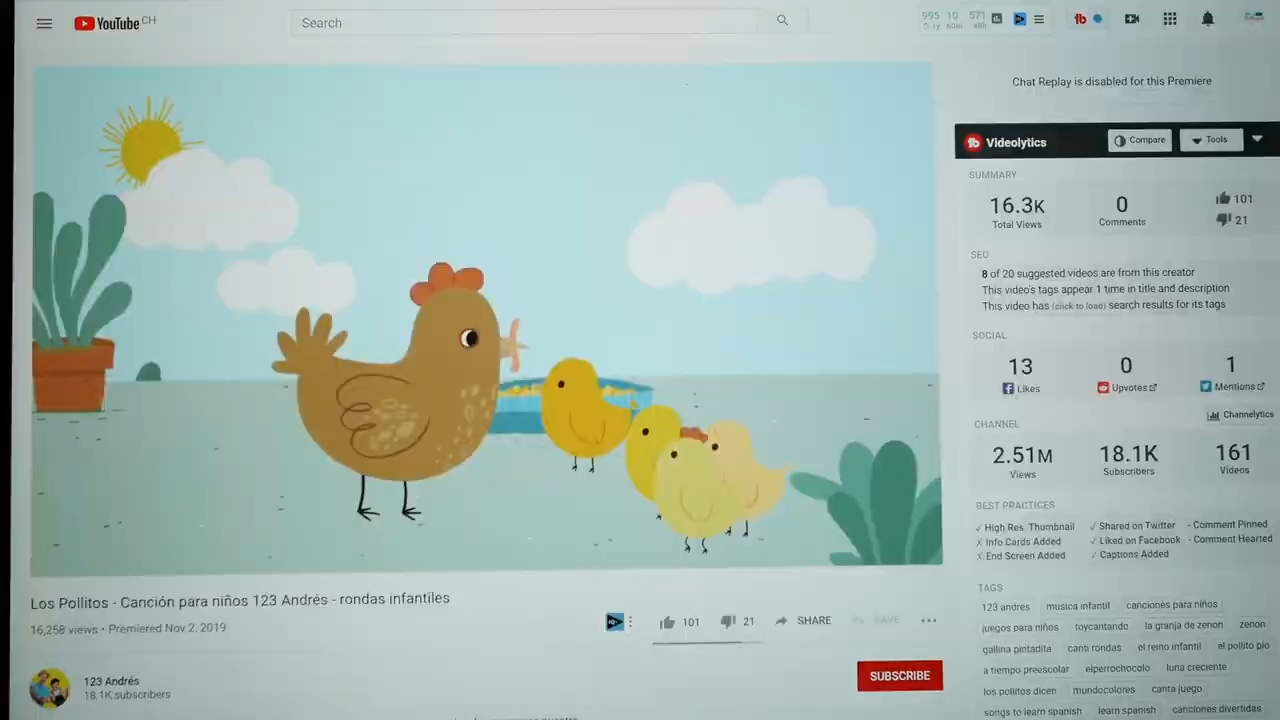 YouTube CH
Search
995 10 571
1y 60m 48h
Chat Replay is disabled for this Premiere
Videolytics
Compare
Tools
SUMMARY
16.3K
Total Views
0
Comments
101
21
SEO
8 of 20 suggested videos are from this creator
This video's tags appear 1 time in title and description
This video has (click to load) search results for its tags
SOCIAL
13
Likes
0
Upvotes
1
Mentions
Channelytics
CHANNEL
2.51M
Views
18.1K
Subscribers
161
Videos
BEST PRACTICES
✓ High Res. Thumbnail
✓ Shared on Twitter
- Comment Pinned
X Info Cards Added
✓ Liked on Facebook
- Comment Hearted
X End Screen Added
✓ Captions Added
TAGS
123 andres
musica infantil
canciones para niños
juegos para niños
toycantando
la granja de zenon
zenon
gallina pintadita
canti rondas
el reino infantil
el pollito pio
a tiempo preescolar
elperrochocolo
luna creciente
los pollitos dicen
mundocolores
canta juego
songs to learn spanish
learn spanish
canciones divertidas
Los Pollitos - Canción para niños 123 Andrés - rondas infantiles
16,258 views • Premiered Nov 2, 2019
101
21
SHARE
SAVE
123 Andrés
18.1K subscribers
SUBSCRIBE